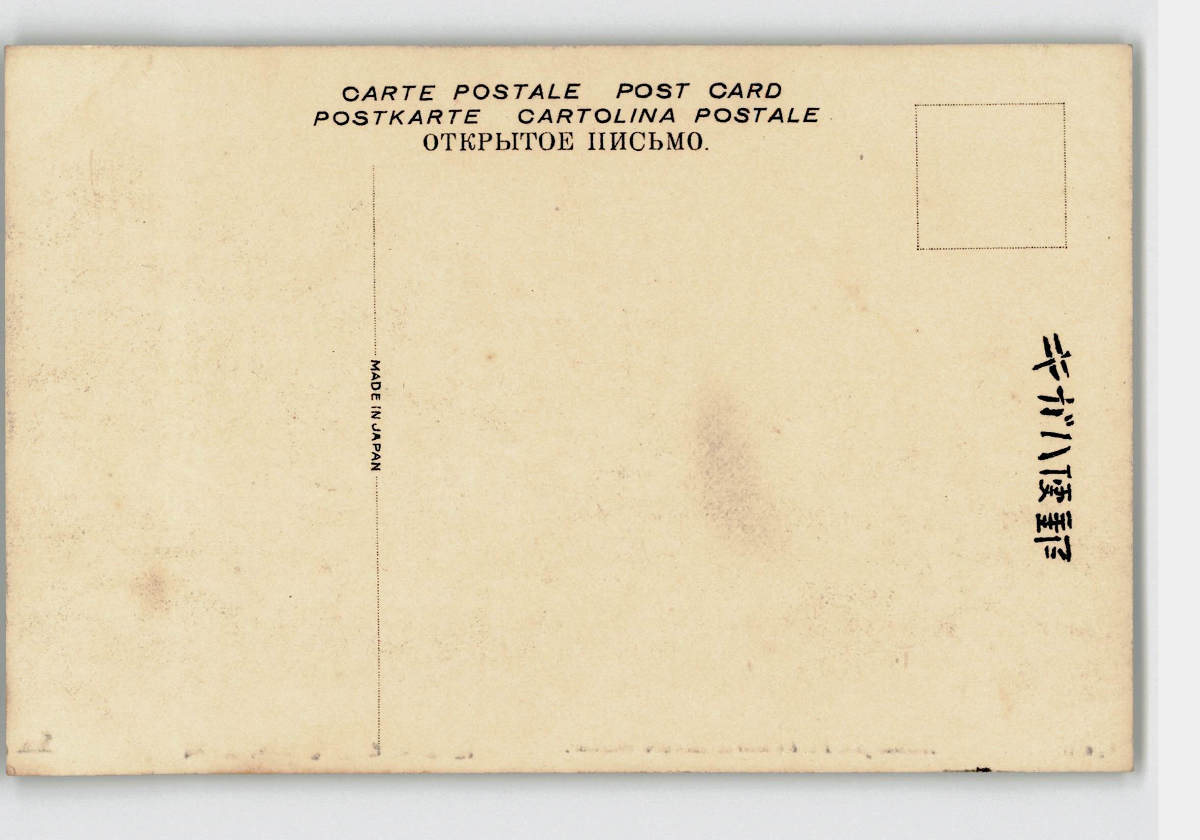 CARTE POSTALE POST CARD
POSTKARTE CARTOLINA POSTALE
ОТКРЫТОЕ ПИСЬМО.
MADE IN JAPAN
郵便ハガキ